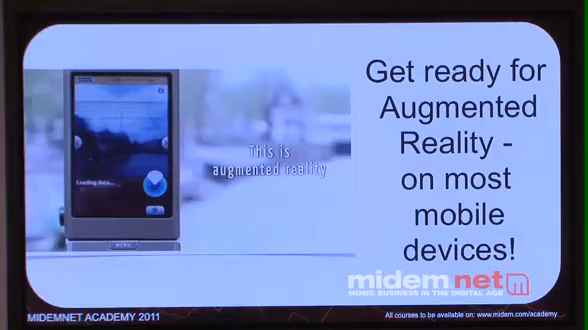 This is
augmented reality
Loading data...
Get ready for
Augmented
Reality -
on most
mobile
devices!
midem.net
MUSIC BUSINESS IN THE DIGITAL AGE
MIDEMNET ACADEMY 2011
All courses to be available on: www.midem.com/academy